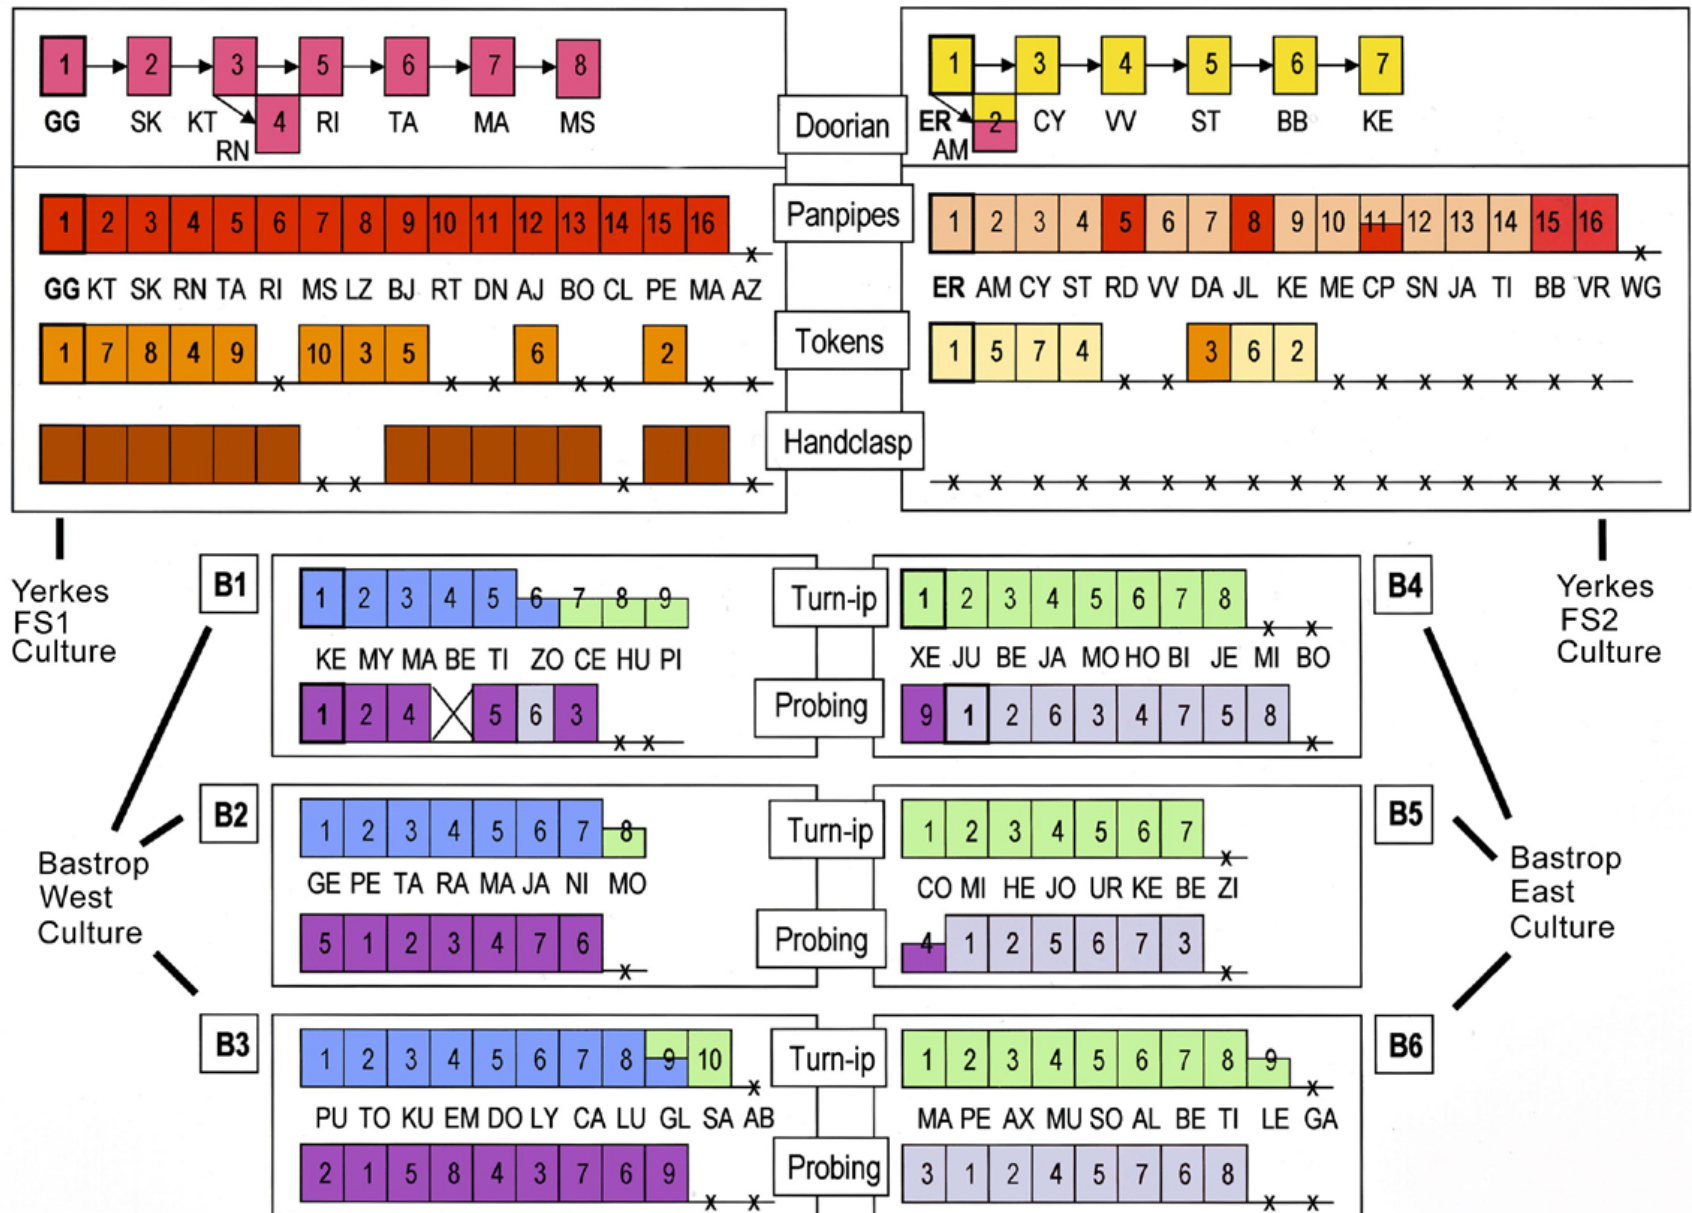 1 2 3 5 6 7 8
GG SK KT 4 RI TA MA MS
RN
Doorian
1 3 4 5 6 7
ER 2 CY VV ST BB KE
AM
1 2 3 4 5 6 7 8 9 10 11 12 13 14 15 16 x
GG KT SK RN TA RI MS LZ BJ RT DN AJ BO CL PE MA AZ
Panpipes
1 2 3 4 5 6 7 8 9 10 11 12 13 14 15 16 x
ER AM CY ST RD VV DA JL KE ME CP SN JA TI BB VR WG
1 7 8 4 9 x 10 3 5 x x 6 x x 2 x x
Tokens
1 5 7 4 x x 3 6 2 x x x x x x x
x x x x
Handclasp
x x x x x x x x x x x x x x x x
Yerkes
FS1
Culture
Yerkes
FS2
Culture
B1
1 2 3 4 5 6 7 8 9
KE MY MA BE TI ZO CE HU PI
1 2 4 5 6 3 x x
Turn-ip
Probing
1 2 3 4 5 6 7 8 x x
XE JU BE JA MO HO BI JE MI BO
9 1 2 6 3 4 7 5 8 x
B4
B2
1 2 3 4 5 6 7 8
GE PE TA RA MA JA NI MO
5 1 2 3 4 7 6 x
Turn-ip
Probing
1 2 3 4 5 6 7 x
CO MI HE JO UR KE BE ZI
4 1 2 5 6 7 3 x
B5
Bastrop
West
Culture
Bastrop
East
Culture
B3
1 2 3 4 5 6 7 8 9 10 x
PU TO KU EM DO LY CA LU GL SA AB
2 1 5 8 4 3 7 6 9 x x
Turn-ip
Probing
1 2 3 4 5 6 7 8 9 x
MA PE AX MU SO AL BE TI LE GA
3 1 2 4 5 7 6 8 x x
B6